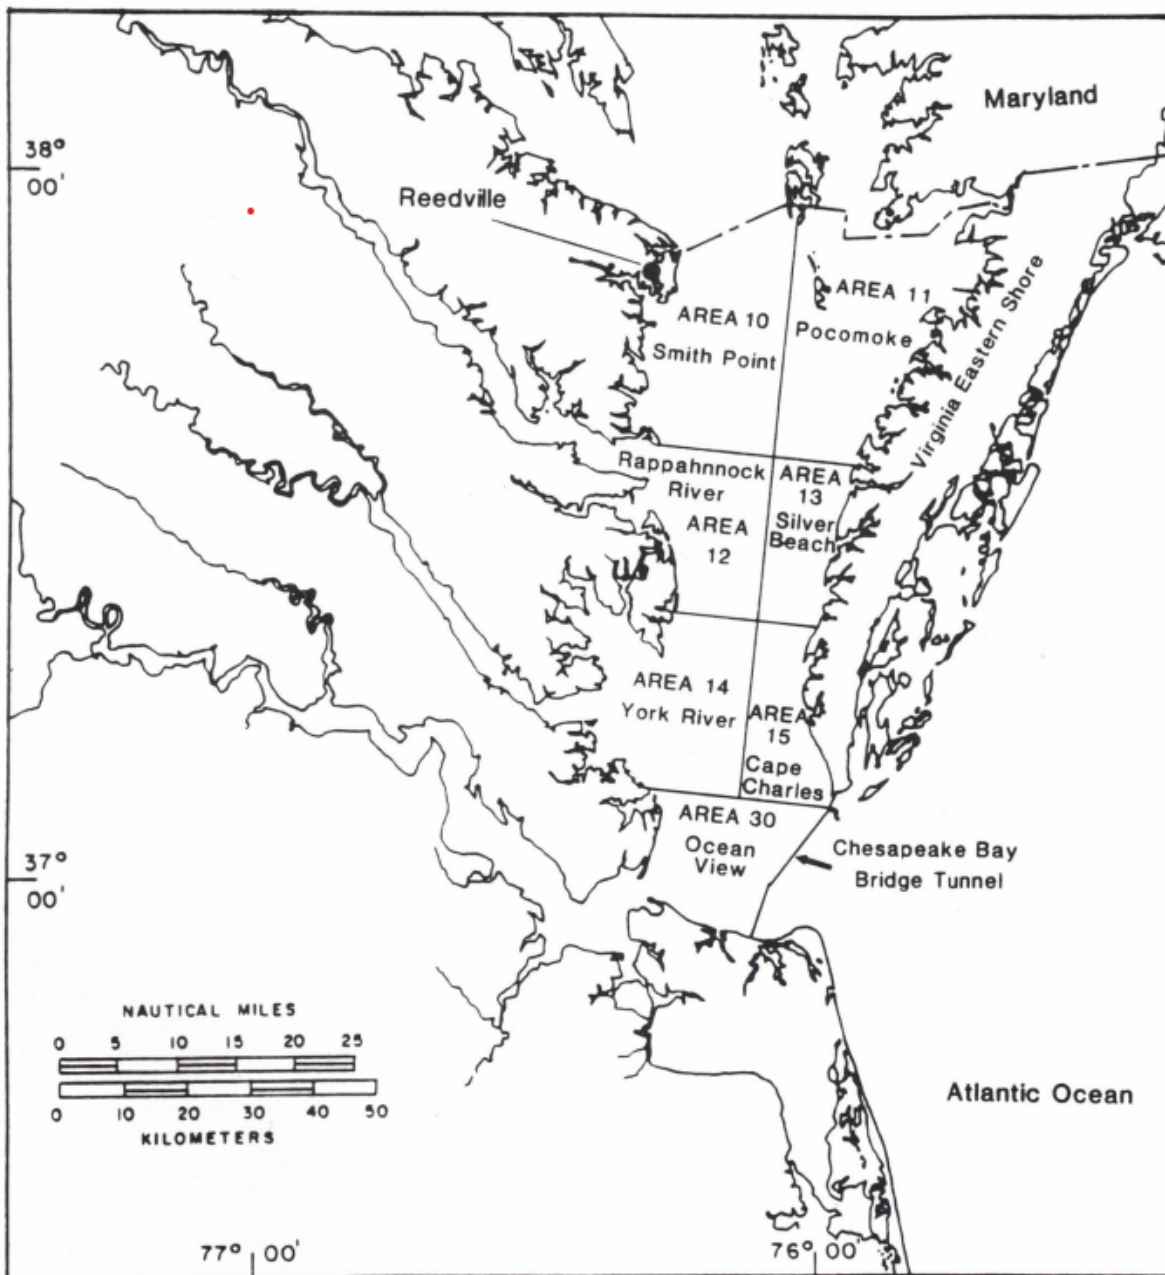 Maryland
38°
00'
Reedville
Virginia Eastern Shore
AREA 11
Pocomoke
AREA 10
Smith Point
Rappahnnock
River
AREA
12
AREA
13
Silver
Beach
AREA 14
York River
AREA
15
Cape
Charles
AREA 30
Ocean
View
Chesapeake Bay
Bridge Tunnel
37°
00'
NAUTICAL MILES
0 5 10 15 20 25
0 10 20 30 40 50
KILOMETERS
Atlantic Ocean
77° 00'
76° 00'